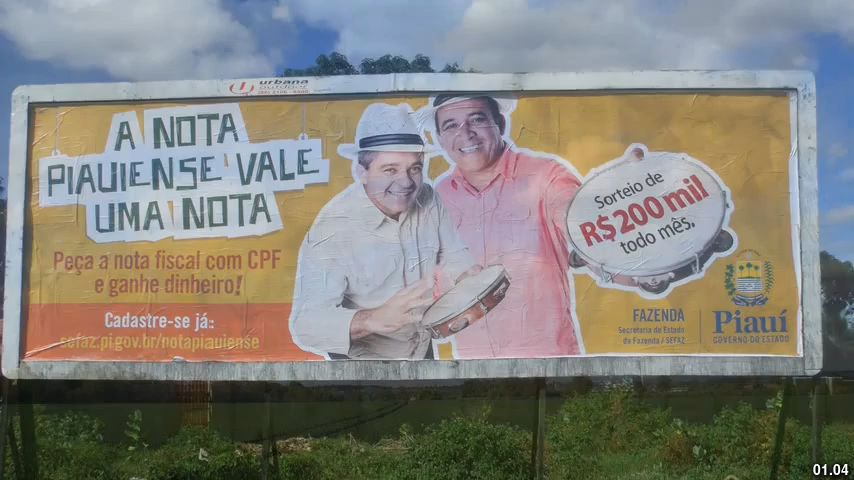 urbana
outdoor
A NOTA
PIAUIENSE VALE
UMA NOTA
Peça a nota fiscal com CPF
e ganhe dinheiro!
Cadastre-se já:
sefaz.pi.gov.br/notapiauiense
Sorteio de
R$200 mil
todo mês.
FAZENDA
Secretaria de Estado
da Fazenda / SEFAZ
Piauí
GOVERNO DO ESTADO
01.04